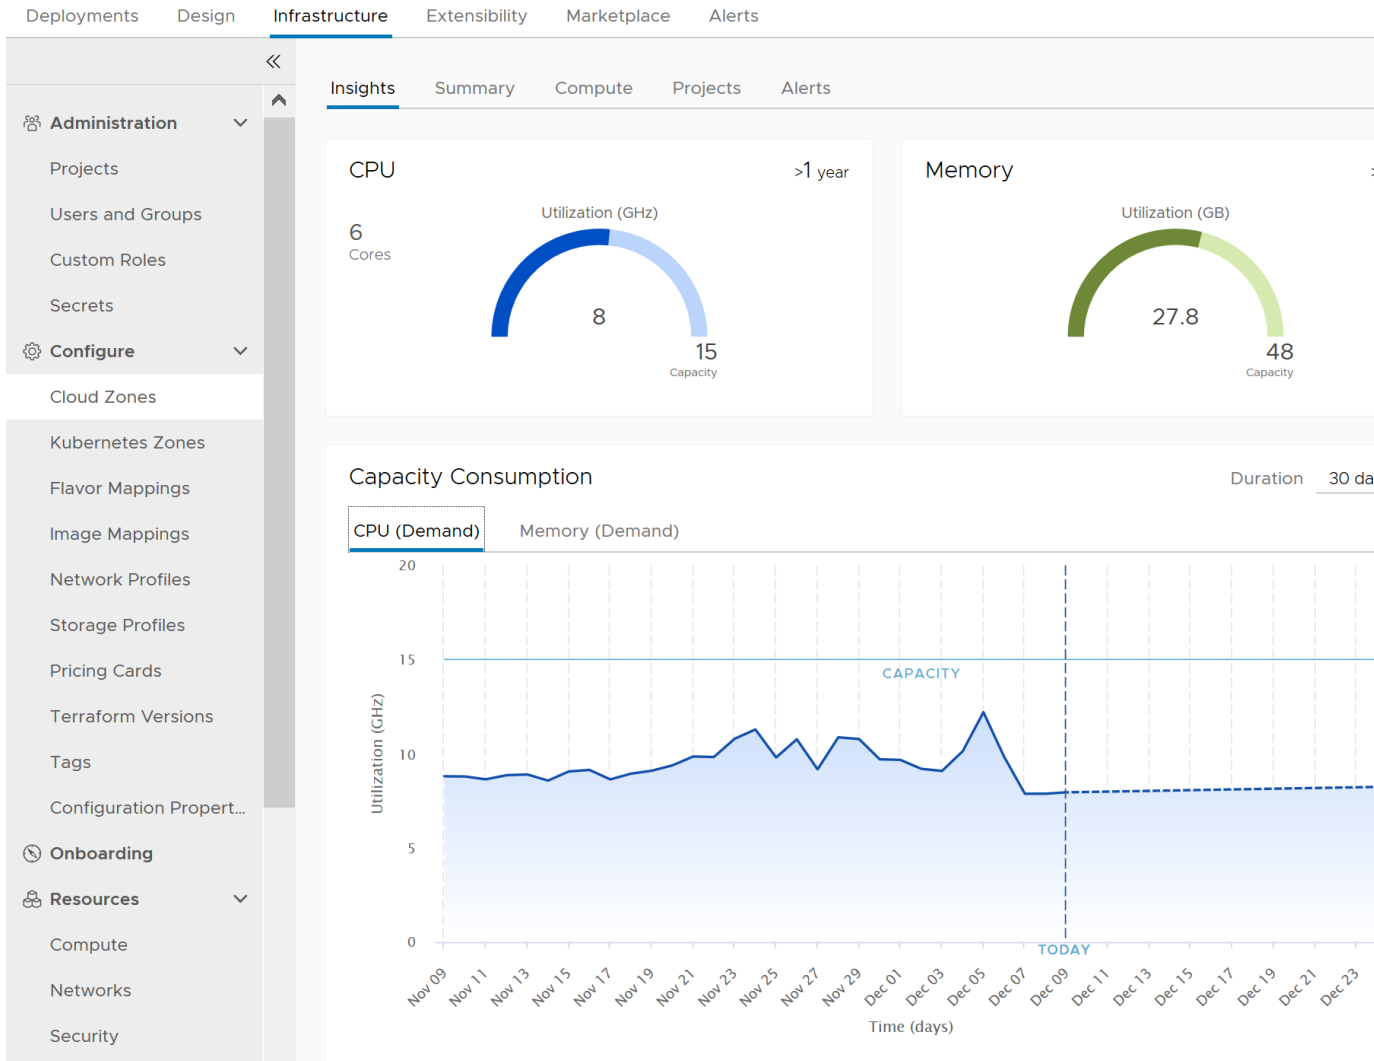 Deployments Design Infrastructure Extensibility Marketplace Alerts
Administration
Projects
Users and Groups
Custom Roles
Secrets
Configure
Cloud Zones
Kubernetes Zones
Flavor Mappings
Image Mappings
Network Profiles
Storage Profiles
Pricing Cards
Terraform Versions
Tags
Configuration Propert...
Onboarding
Resources
Compute
Networks
Security
Insights Summary Compute Projects Alerts
CPU
>1 year
6
Cores
Utilization (GHz)
8
15
Capacity
Memory
Utilization (GB)
27.8
48
Capacity
Capacity Consumption
Duration 30 da
CPU (Demand) Memory (Demand)
20
15
10
5
0
Utilization (GHz)
CAPACITY
TODAY
Nov 09 Nov 11 Nov 13 Nov 15 Nov 17 Nov 19 Nov 21 Nov 23 Nov 25 Nov 27 Nov 29 Dec 01 Dec 03 Dec 05 Dec 07 Dec 09 Dec 11 Dec 13 Dec 15 Dec 17 Dec 19 Dec 21 Dec 23
Time (days)